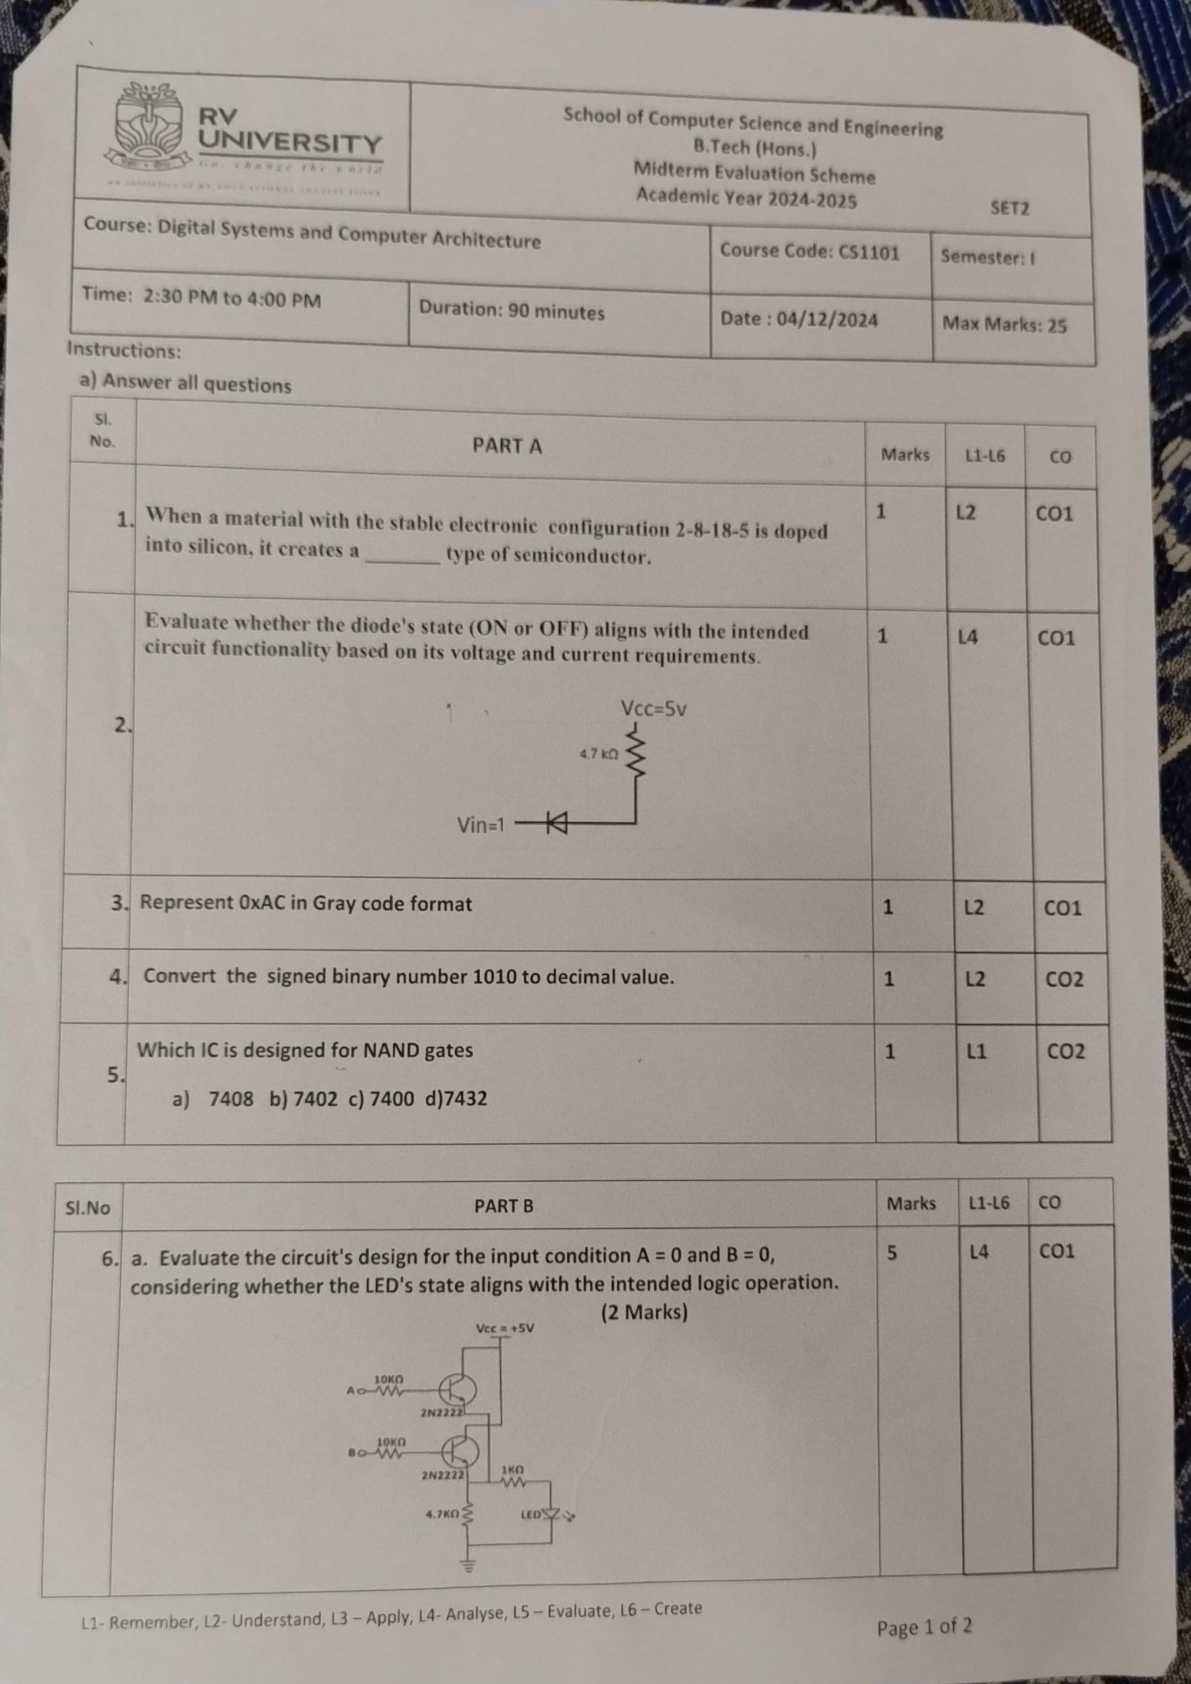 RV
UNIVERSITY
Go, change the world
School of Computer Science and Engineering
B.Tech (Hons.)
Midterm Evaluation Scheme
Academic Year 2024-2025
SET2
Course: Digital Systems and Computer Architecture
Course Code: CS1101
Semester: I
Time: 2:30 PM to 4:00 PM
Duration: 90 minutes
Date : 04/12/2024
Max Marks: 25
Instructions:
a) Answer all questions
Sl.
No.
PART A
Marks
L1-L6
CO
1. When a material with the stable electronic configuration 2-8-18-5 is doped
into silicon, it creates a _______ type of semiconductor.
1
L2
CO1
Evaluate whether the diode's state (ON or OFF) aligns with the intended
circuit functionality based on its voltage and current requirements.
1
L4
CO1
2.
Vcc=5v
4.7 kΩ
Vin=1
3. Represent 0xAC in Gray code format
1
L2
CO1
4. Convert the signed binary number 1010 to decimal value.
1
L2
CO2
Which IC is designed for NAND gates
1
L1
CO2
5.
a) 7408 b) 7402 c) 7400 d)7432
Sl.No
PART B
Marks
L1-L6
CO
6. a. Evaluate the circuit's design for the input condition A = 0 and B = 0,
considering whether the LED's state aligns with the intended logic operation.
(2 Marks)
5
L4
CO1
Vcc = +5V
10KΩ
A
2N2222
10KΩ
B
2N2222
1KΩ
4.7KΩ
LED
L1- Remember, L2- Understand, L3 – Apply, L4- Analyse, L5 – Evaluate, L6 – Create
Page 1 of 2